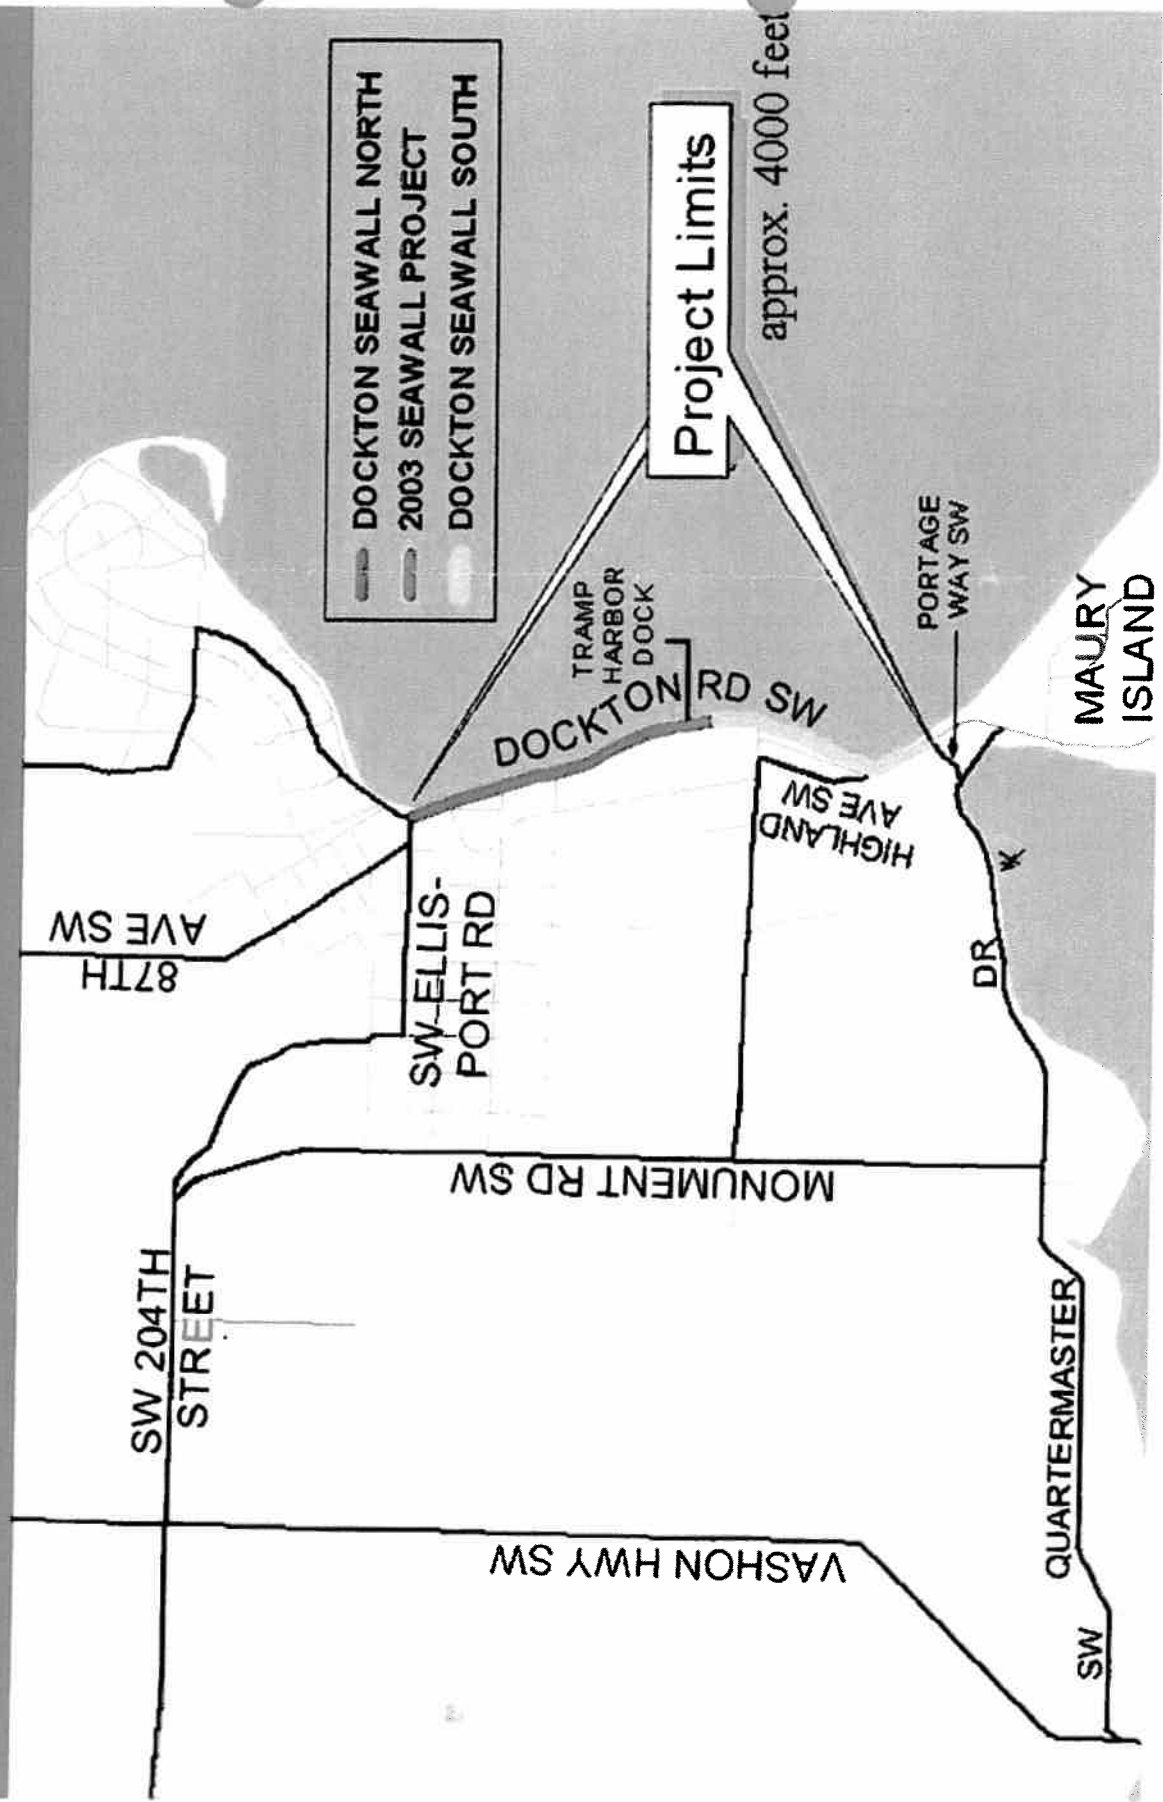 DOCKTON SEAWALL NORTH
2003 SEAWALL PROJECT
DOCKTON SEAWALL SOUTH
Project Limits
approx. 4000 feet
TRAMP
HARBOR
DOCK
DOCKTON RD SW
PORTAGE
WAY SW
MAURY
ISLAND
87TH
AVE SW
SW ELLIS-
PORT RD
HIGHLAND
AVE SW
SW 204TH
STREET
MONUMENT RD SW
VASHON HWY SW
SW QUARTERMASTER DR